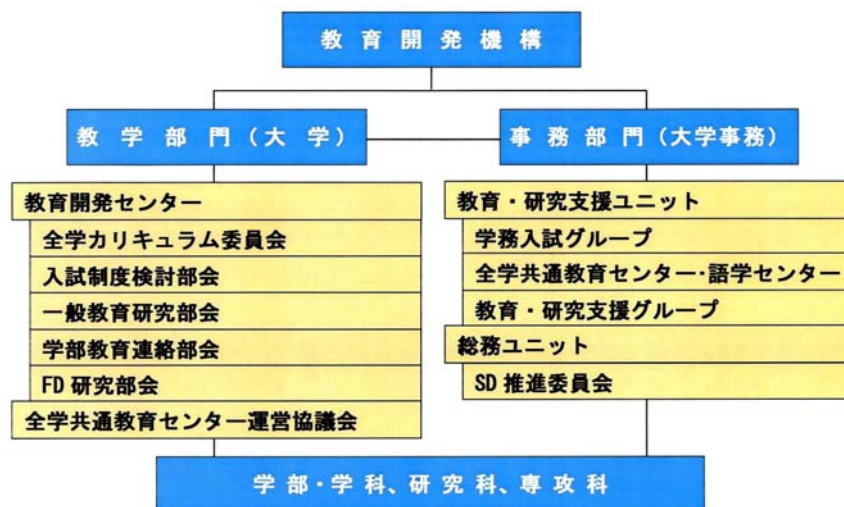 教育開発機構
教学部門(大学)
事務部門(大学事務)
教育開発センター
全学カリキュラム委員会
入試制度検討部会
一般教育研究部会
学部教育連絡部会
FD研究部会
全学共通教育センター運営協議会
教育・研究支援ユニット
学務入試グループ
全学共通教育センター・語学センター
教育・研究支援グループ
総務ユニット
SD推進委員会
学部・学科、研究科、専攻科